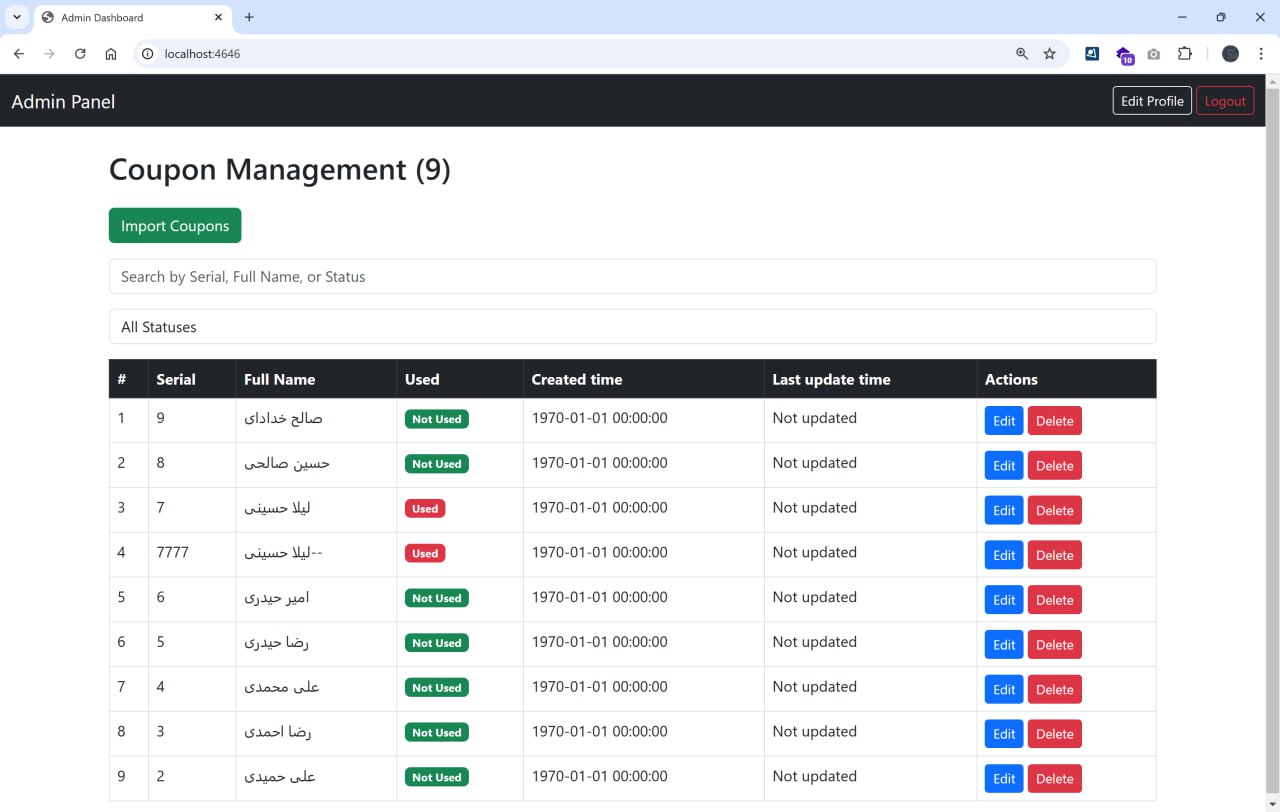 Admin Dashboard
localhost:4646
10
Admin Panel
Edit Profile Logout
Coupon Management (9)
Import Coupons
Search by Serial, Full Name, or Status
All Statuses
# Serial Full Name Used Created time Last update time Actions
1 9 صالح خدادای Not Used 1970-01-01 00:00:00 Not updated Edit Delete
2 8 حسین صالحی Not Used 1970-01-01 00:00:00 Not updated Edit Delete
3 7 لیلا حسینی Used 1970-01-01 00:00:00 Not updated Edit Delete
4 7777 لیلا حسینی-- Used 1970-01-01 00:00:00 Not updated Edit Delete
5 6 امیر حیدری Not Used 1970-01-01 00:00:00 Not updated Edit Delete
6 5 رضا حیدری Not Used 1970-01-01 00:00:00 Not updated Edit Delete
7 4 علی محمدی Not Used 1970-01-01 00:00:00 Not updated Edit Delete
8 3 رضا احمدی Not Used 1970-01-01 00:00:00 Not updated Edit Delete
9 2 علی حمیدی Not Used 1970-01-01 00:00:00 Not updated Edit Delete